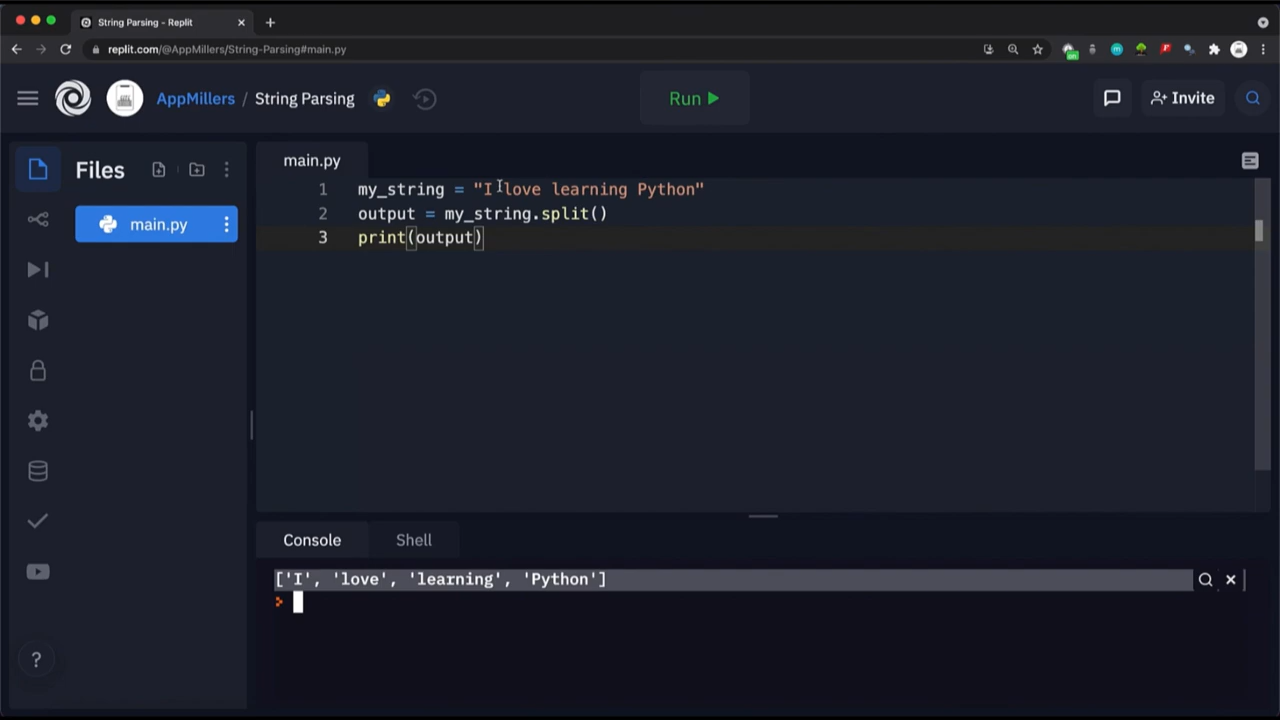 String Parsing - Replit
replit.com/@AppMillers/String-Parsing#main.py
on
AppMillers / String Parsing
Run
Invite
Files
main.py
main.py
1 my_string = "I love learning Python"
2 output = my_string.split()
3 print(output)
Console
Shell
['I', 'love', 'learning', 'Python']
>
?